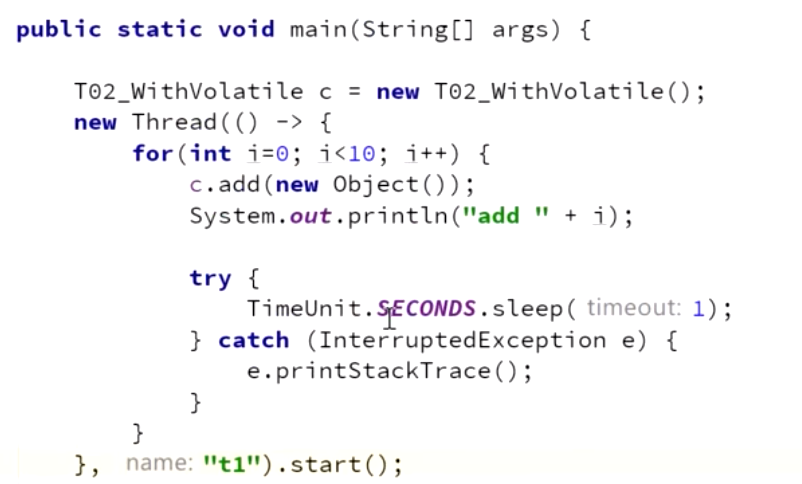 public static void main(String[] args) {
T02_WithVolatile c = new T02_WithVolatile();
new Thread(() -> {
for(int i=0; i<10; i++) {
c.add(new Object());
System.out.println("add " + i);
try {
TimeUnit.SECONDS.sleep( timeout: 1);
} catch (InterruptedException e) {
e.printStackTrace();
}
}
}, name: "t1").start();